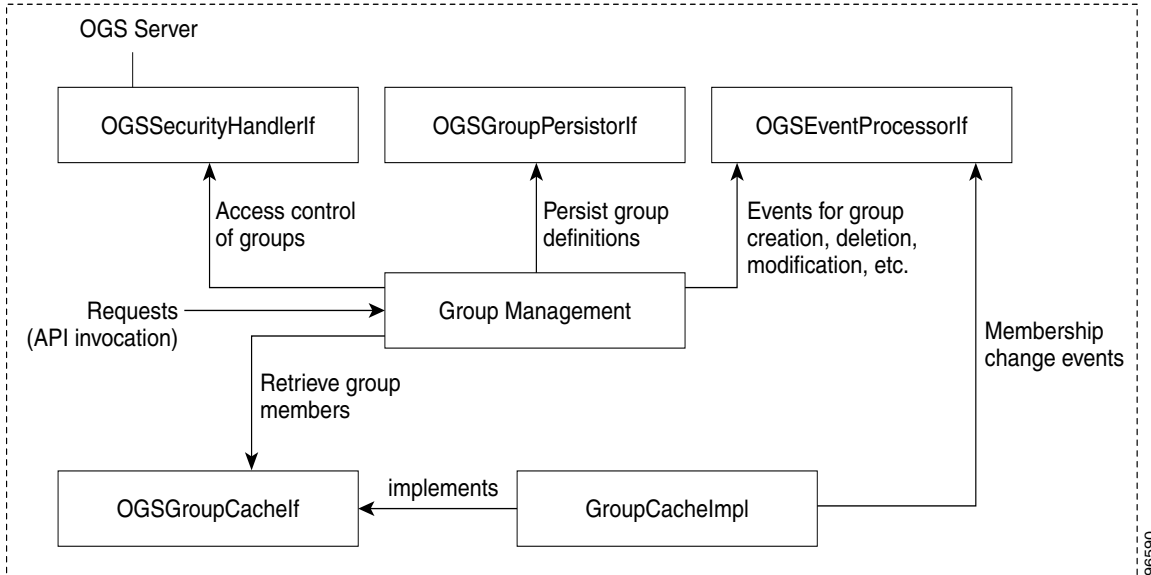 OGS Server
OGSSecurityHandlerIf
OGSGroupPersistorIf
OGSEventProcessorIf
Access control
of groups
Persist group
definitions
Events for group
creation, deletion,
modification, etc.
Requests
(API invocation)
Group Management
Membership
change events
Retrieve group
members
OGSGroupCacheIf
implements
GroupCacheImpl
96590